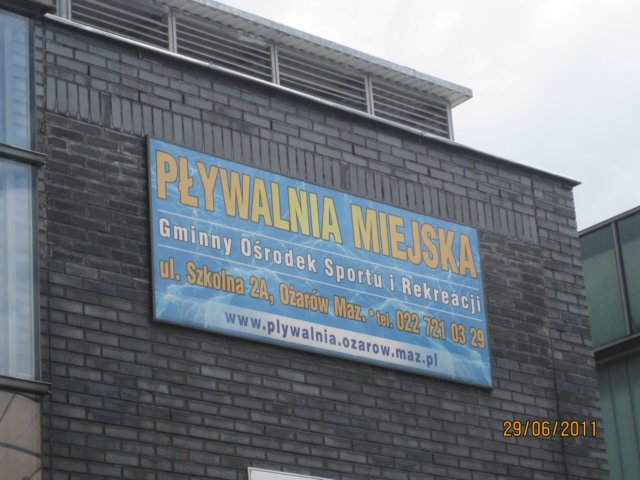 PŁYWALNIA MIEJSKA
Gminny Ośrodek Sportu i Rekreacji
ul. Szkolna 2A, Ożarów Maz. • tel. 022 721 03 29
www.plywalnia.ozarow.maz.pl
29/06/2011